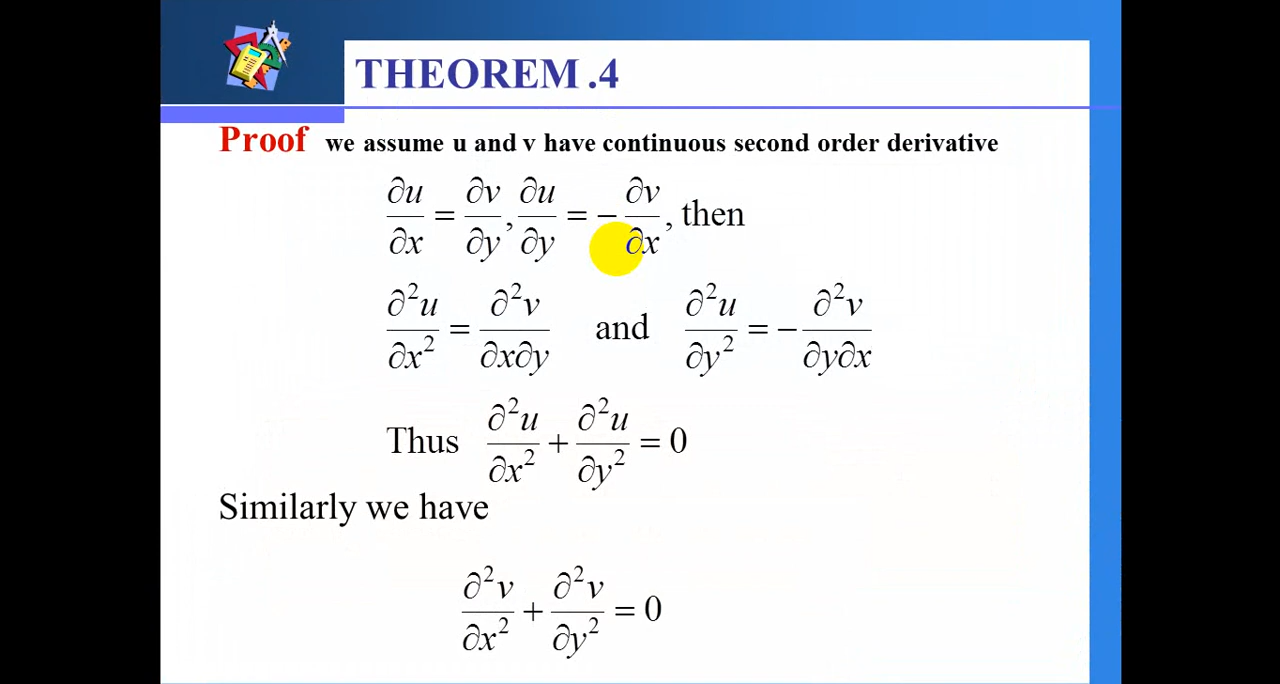 THEOREM .4
Proof we assume u and v have continuous second order derivative
∂u/∂x = ∂v/∂y, ∂u/∂y = −∂v/∂x, then
∂²u/∂x² = ∂²v/∂x∂y and ∂²u/∂y² = −∂²v/∂y∂x
Thus ∂²u/∂x² + ∂²u/∂y² = 0
Similarly we have
∂²v/∂x² + ∂²v/∂y² = 0